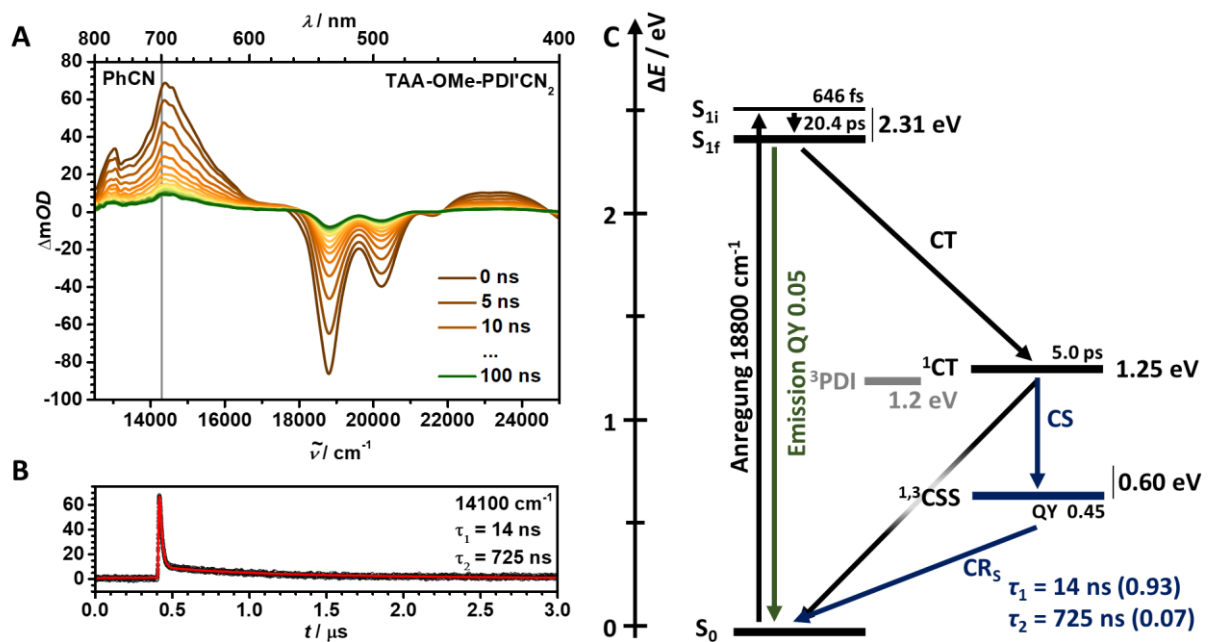 A
λ / nm
800 700 600 500 400
PhCN
TAA-OMe-PDI'CN₂
80
60
40
20
0
-20
-40
-60
-80
-100
ΔmOD
0 ns
5 ns
10 ns
...
100 ns
14000 16000 18000 20000 22000 24000
ṽ / cm⁻¹
B
60
40
20
0
14100 cm⁻¹
τ₁ = 14 ns
τ₂ = 725 ns
0.0 0.5 1.0 1.5 2.0 2.5 3.0
t / µs
C
ΔE / eV
2
1
0
S₁ᵢ
646 fs
S₁f
20.4 ps
2.31 eV
Anregung 18800 cm⁻¹
Emission QY 0.05
CT
¹CT
5.0 ps
1.25 eV
³PDI
1.2 eV
CS
¹,³CSS
0.60 eV
QY 0.45
CRₛ
τ₁ = 14 ns (0.93)
τ₂ = 725 ns (0.07)
S₀